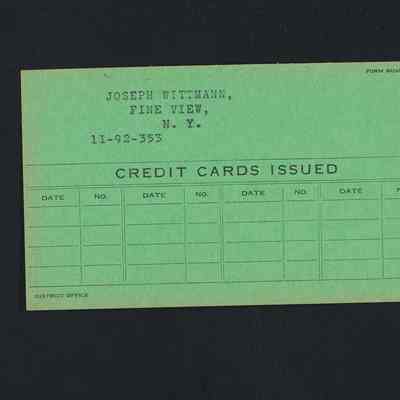 FORM
JOSEPH WITTMANN,
FINE VIEW,
N. Y.
11-92-353
CREDIT CARDS ISSUED
DATE NO. DATE NO. DATE NO. DATE
DISTRICT OFFICE